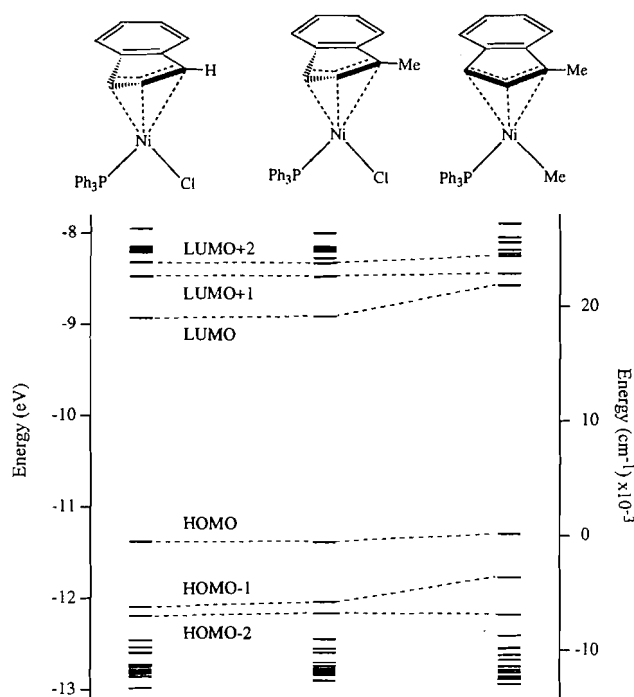 H
Me
Me
Ni
Ni
Ni
Ph3P
Cl
Ph3P
Cl
Ph3P
Me
-8
LUMO+2
LUMO+1
20
-9
LUMO
-10
10
Energy (eV)
Energy (cm-1) x10-3
-11
HOMO
0
HOMO-1
-12
HOMO-2
-10
-13